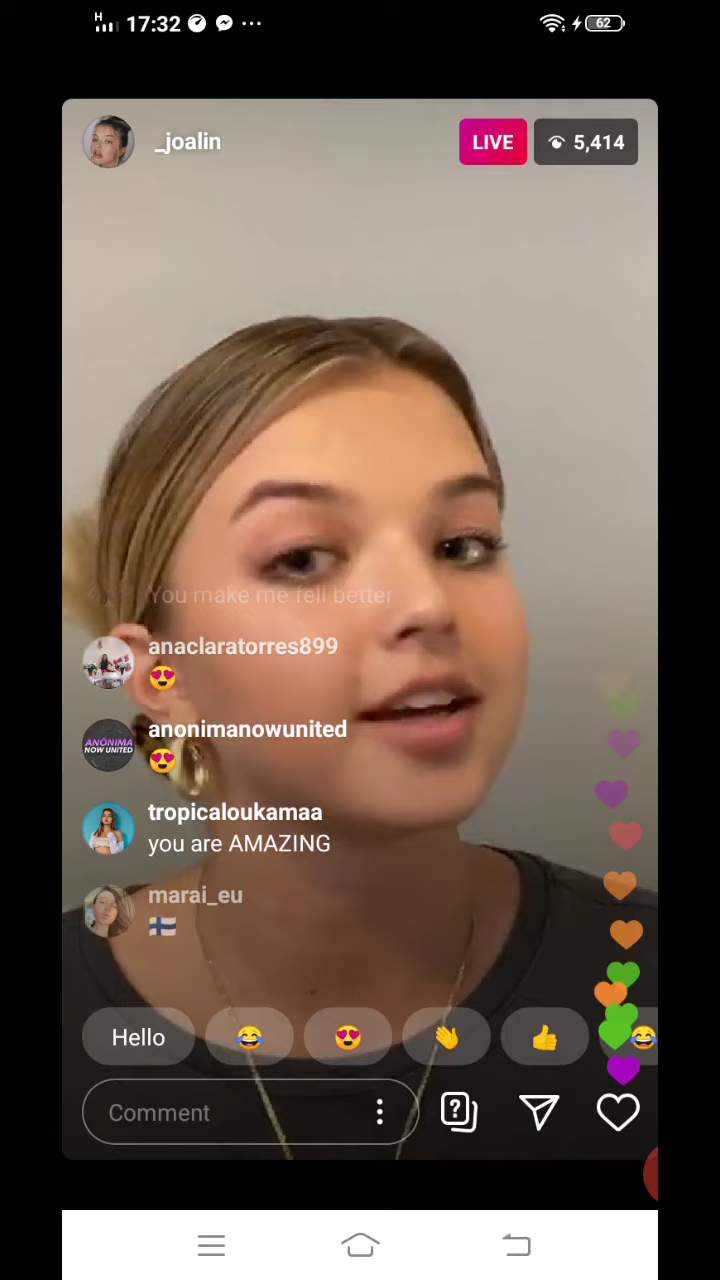 H
17:32
62
_joalin
LIVE
5,414
You make me fell better
anaclaratorres899
😍
anonimanowunited
😍
ANÓNIMA
NOW UNITED
tropicaloukamaa
you are AMAZING
marai_eu
🇫🇮
Hello 😂 😍 👋 👍 😂
Comment